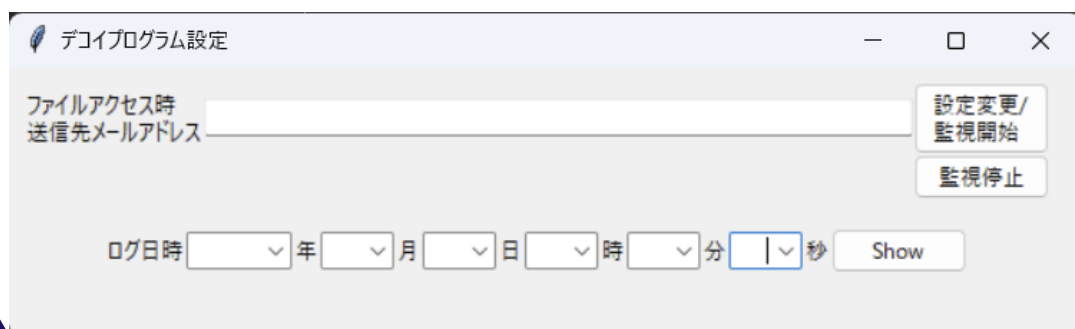 デコイプログラム設定
ファイルアクセス時
送信先メールアドレス
設定変更/
監視開始
監視停止
ログ日時 年 月 日 時 分 秒 Show